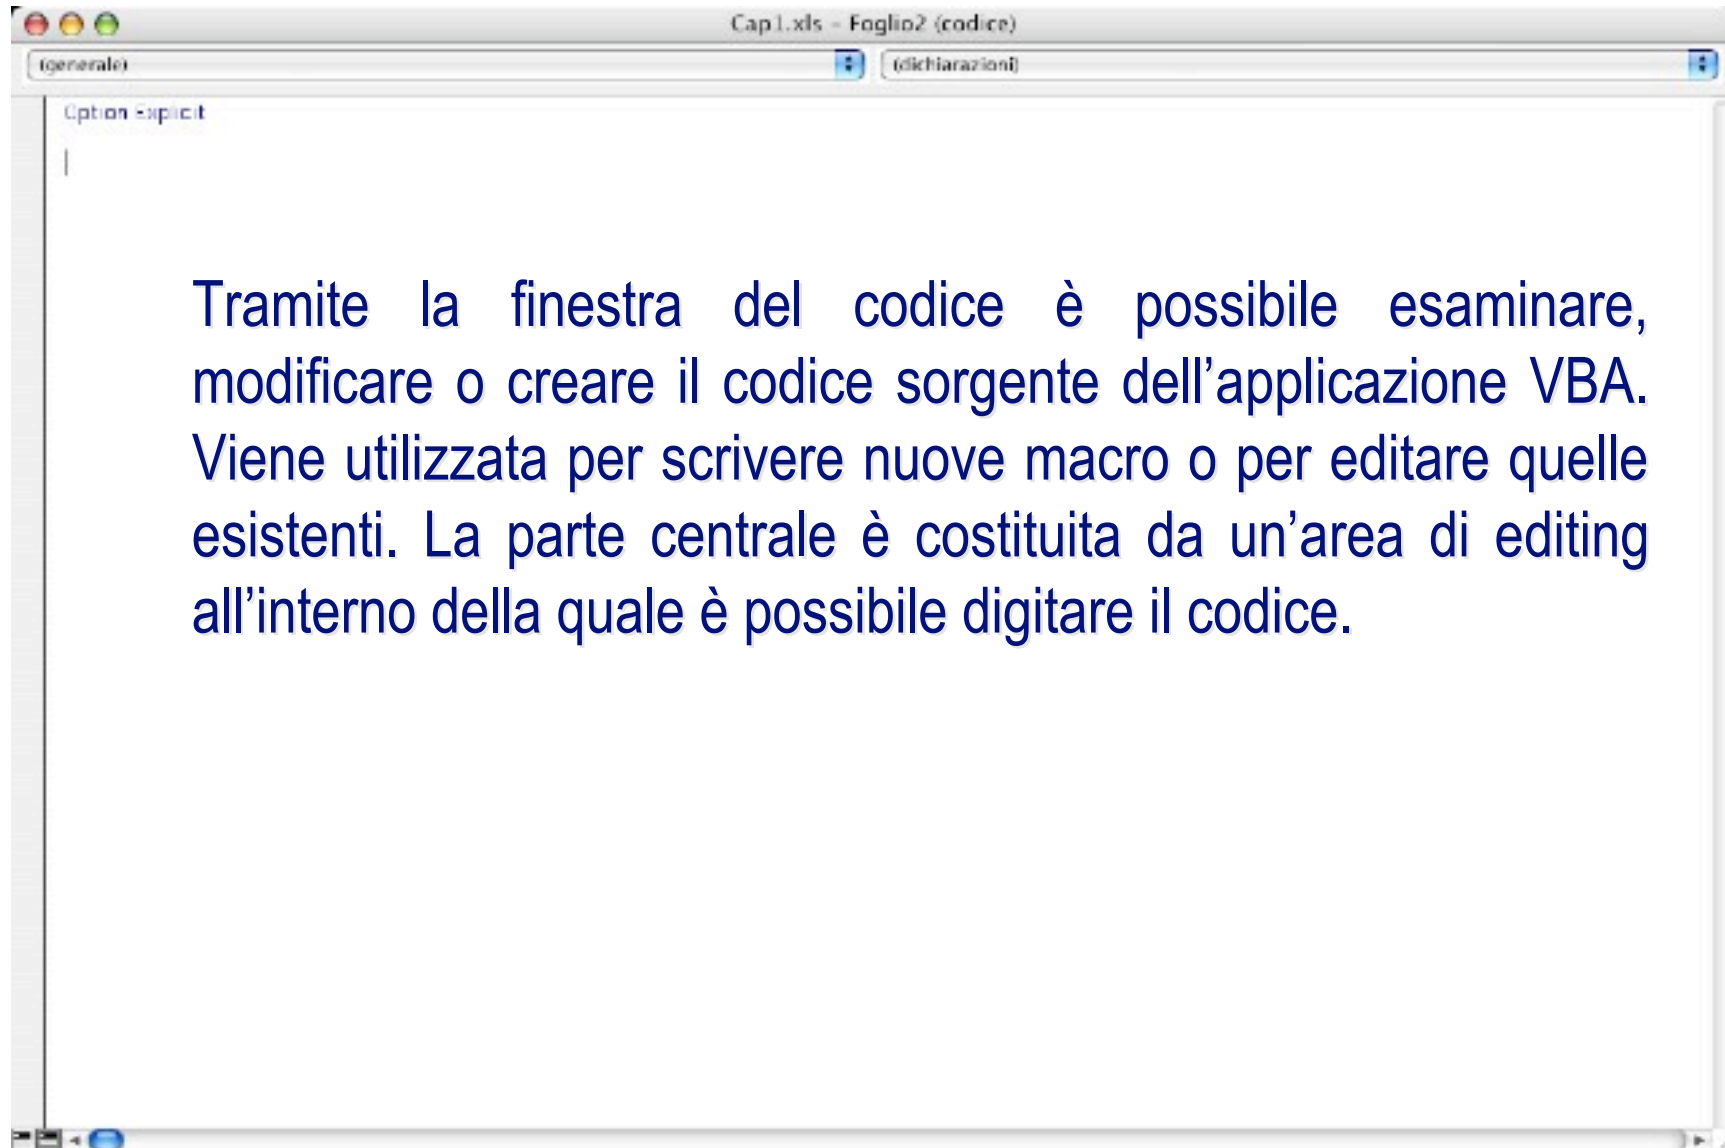 Cap1.xls – Foglio2 (codice)
(generale)
(dichiarazioni)
Option Explicit
Tramite la finestra del codice è possibile esaminare,
modificare o creare il codice sorgente dell’applicazione VBA.
Viene utilizzata per scrivere nuove macro o per editare quelle
esistenti. La parte centrale è costituita da un’area di editing
all’interno della quale è possibile digitare il codice.